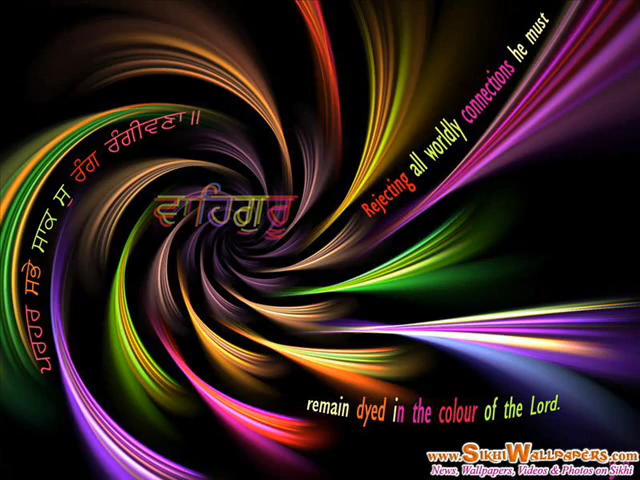 ਪਰਹਰ ਸਭੇ ਸਾਕ ਸੁ ਰੰਗ ਰੰਗੀਵਣਾ॥
ਵਾਹਿਗੁਰੂ
Rejecting all worldly connections he must
remain dyed in the colour of the Lord.
www.SikhiWallpapers.com
News, Wallpapers, Videos & Photos on Sikhi